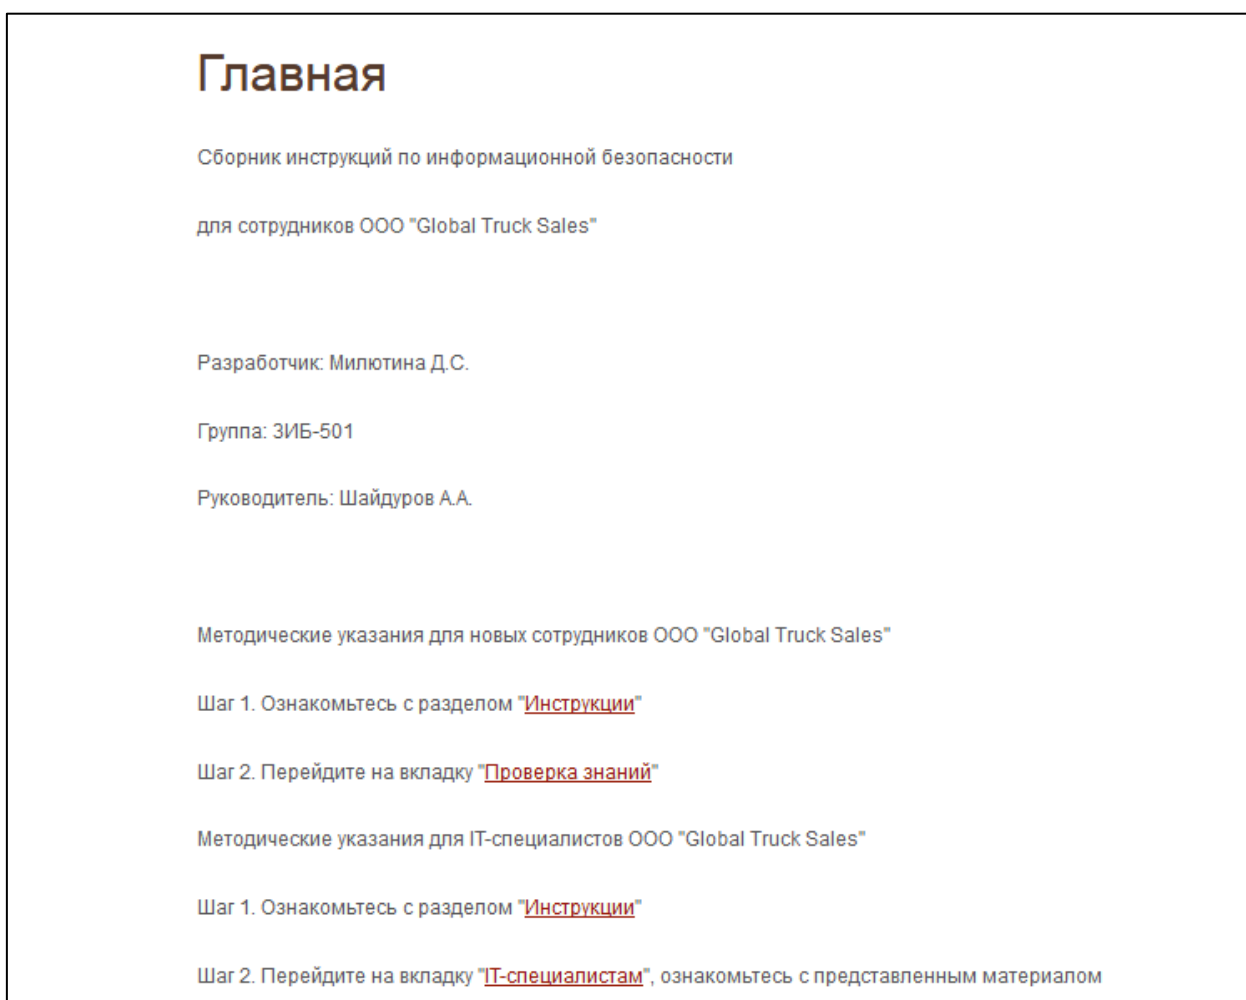 Главная
Сборник инструкций по информационной безопасности
для сотрудников ООО "Global Truck Sales"
Разработчик: Милютина Д.С.
Группа: ЗИБ-501
Руководитель: Шайдуров А.А.
Методические указания для новых сотрудников ООО "Global Truck Sales"
Шаг 1. Ознакомьтесь с разделом "Инструкции"
Шаг 2. Перейдите на вкладку "Проверка знаний"
Методические указания для IT-специалистов ООО "Global Truck Sales"
Шаг 1. Ознакомьтесь с разделом "Инструкции"
Шаг 2. Перейдите на вкладку "IT-специалистам", ознакомьтесь с представленным материалом